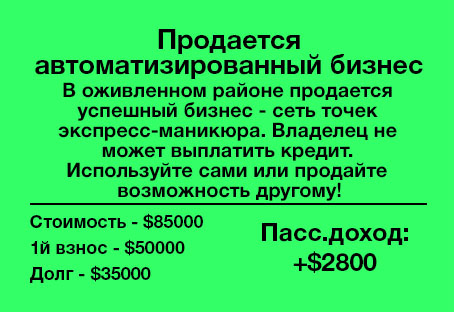 Продается
автоматизированный бизнес
В оживленном районе продается
успешный бизнес - сеть точек
экспресс-маникюра. Владелец не
может выплатить кредит.
Используйте сами или продайте
возможность другому!
Стоимость - $85000
1й взнос - $50000
Долг - $35000
Пасс.доход:
+$2800